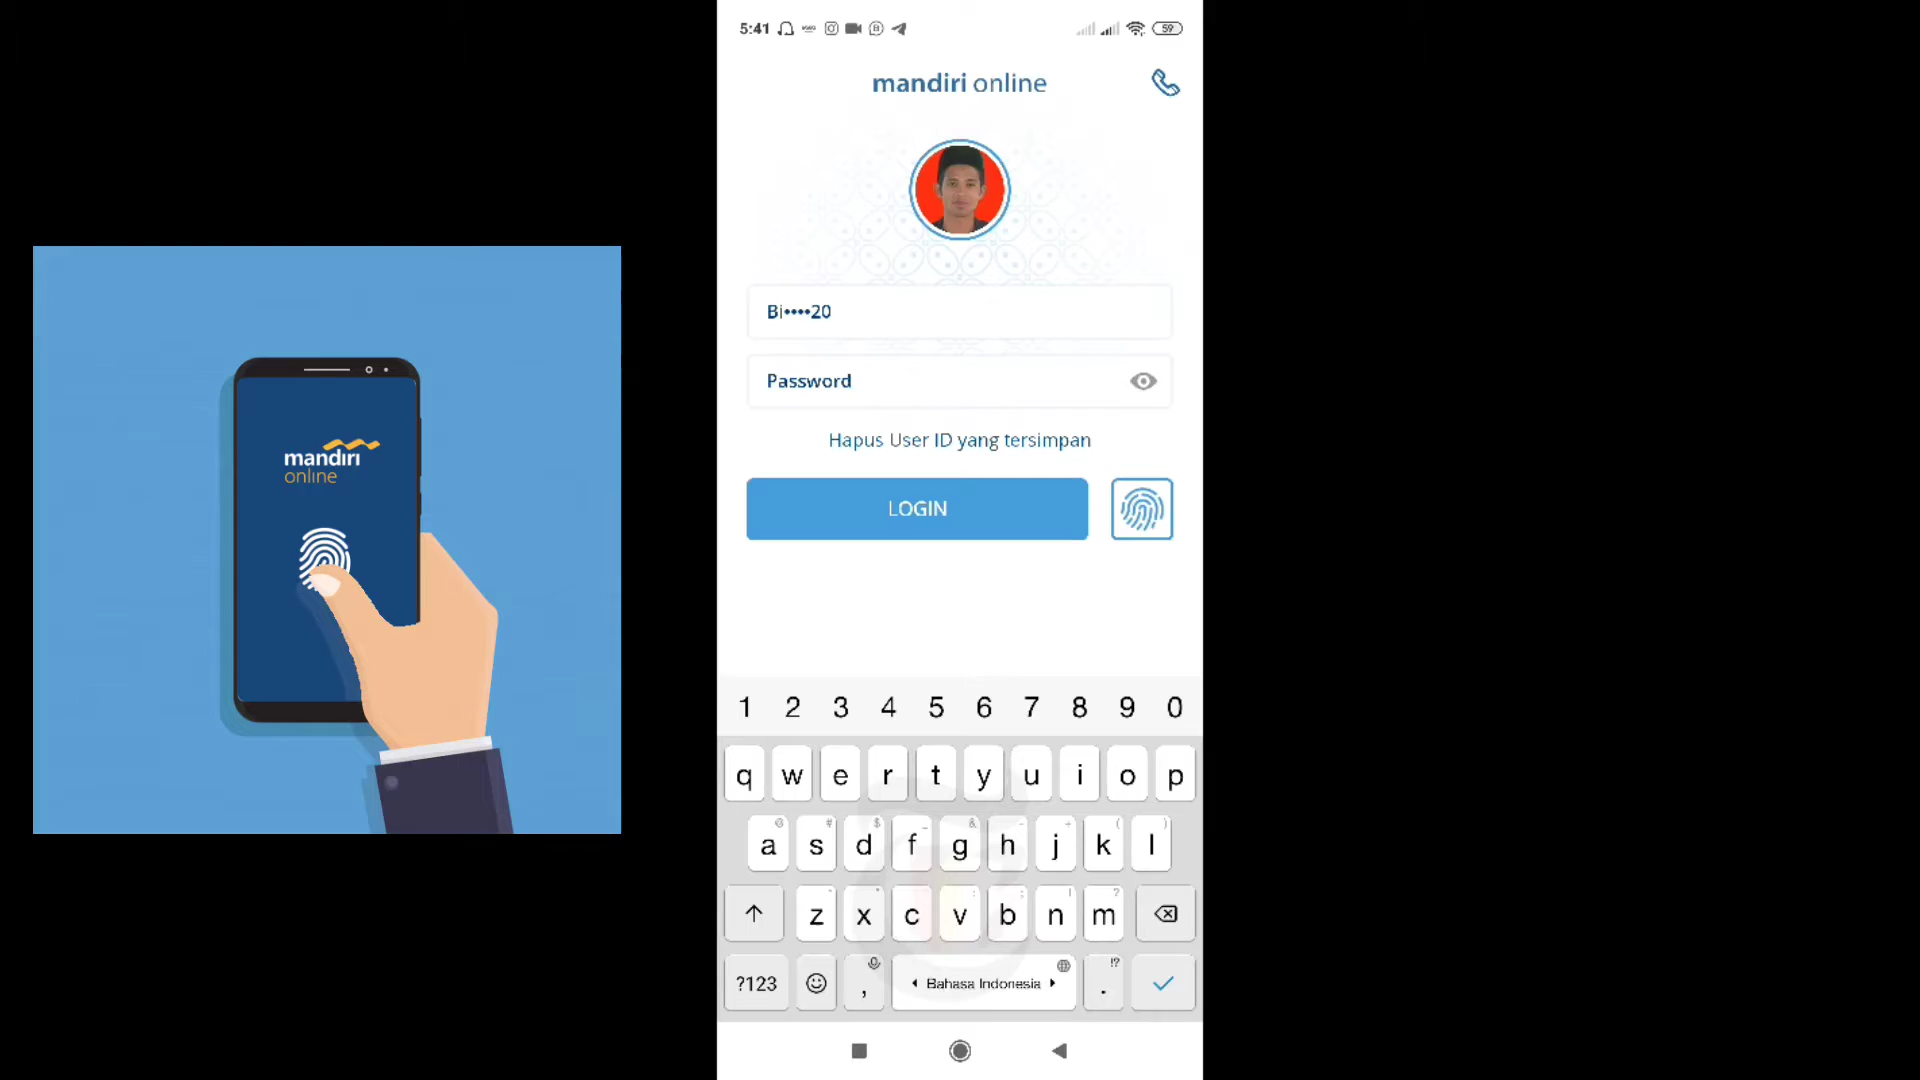 5:41
59
mandiri online
Bi••••20
Password
Hapus User ID yang tersimpan
LOGIN
mandiri
online
1 2 3 4 5 6 7 8 9 0
q w e r t y u i o p
@ # $ _ & - + ( )
a s d f g h j k l
z x c v b n m
?123 , Bahasa Indonesia . !?